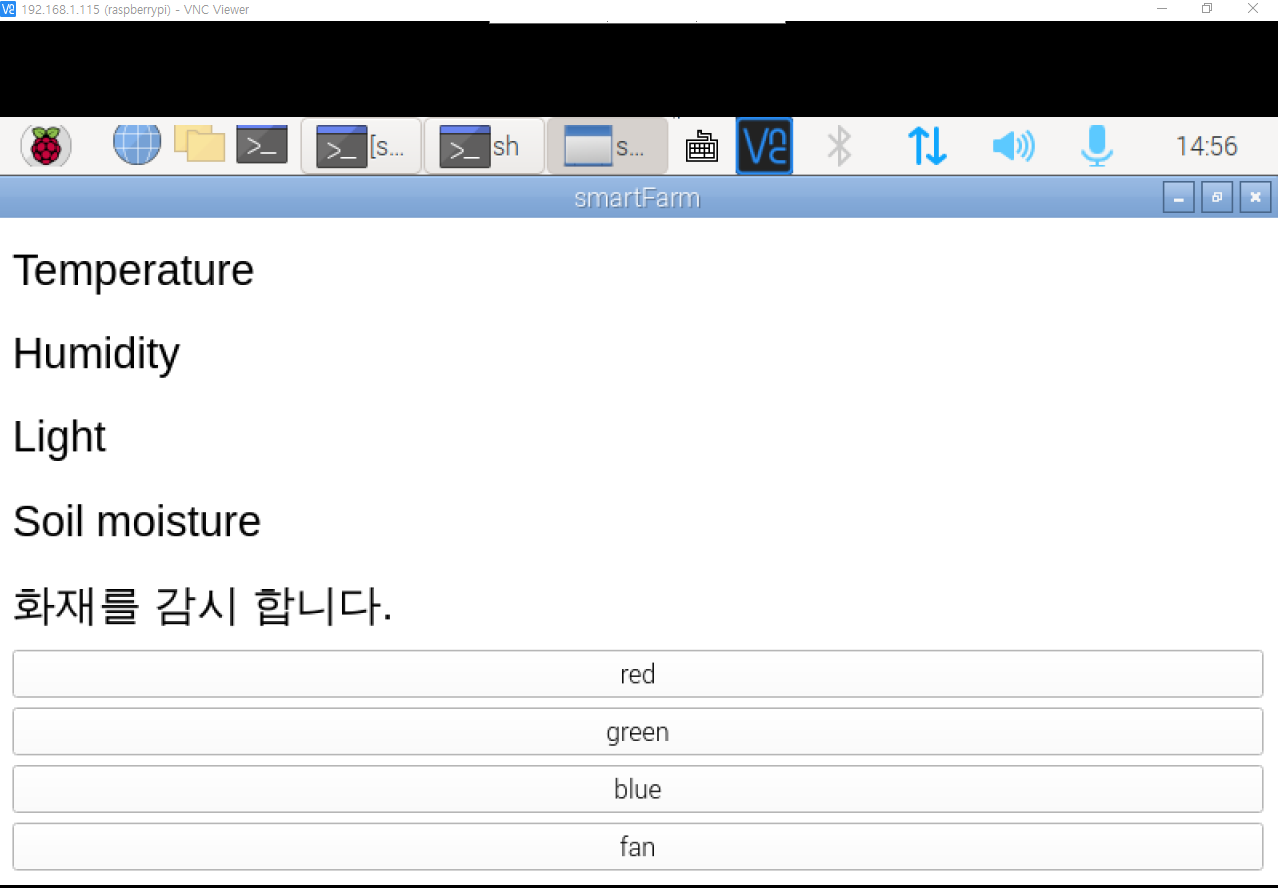 192.168.1.115 (raspberrypi) - VNC Viewer
[s... sh s... 14:56
smartFarm
Temperature
Humidity
Light
Soil moisture
화재를 감시 합니다.
red
green
blue
fan